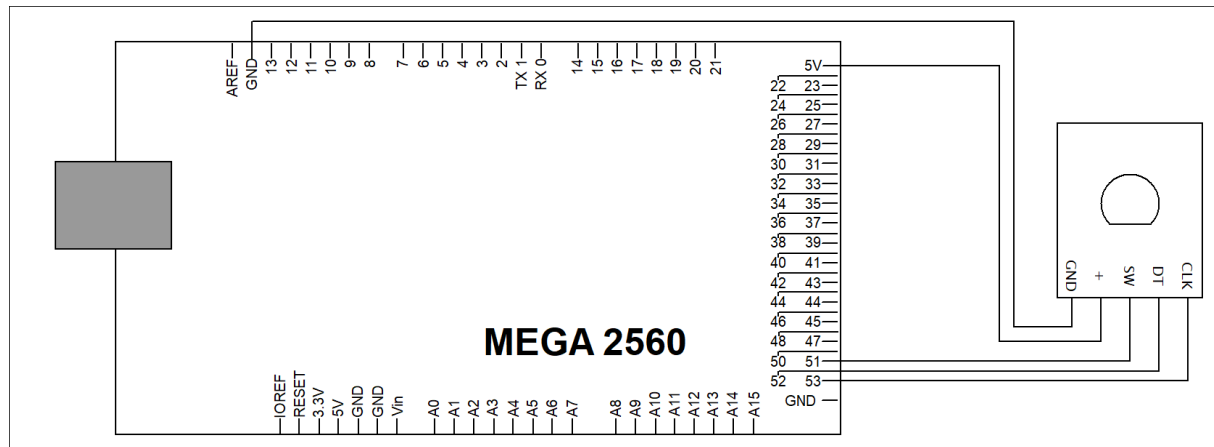 AREF
GND
13
12
11
10
9
8
7
6
5
4
3
2
TX 1
RX 0
14
15
16
17
18
19
20
21
5V
22 23
24 25
26 27
28 29
30 31
32 33
34 35
36 37
38 39
40 41
42 43
44 44
46 45
48 47
50 51
52 53
GND
MEGA 2560
IOREF
RESET
3.3V
5V
GND
GND
Vin
A0
A1
A2
A3
A4
A5
A6
A7
A8
A9
A10
A11
A12
A13
A14
A15
GND
+
SW
DT
CLK